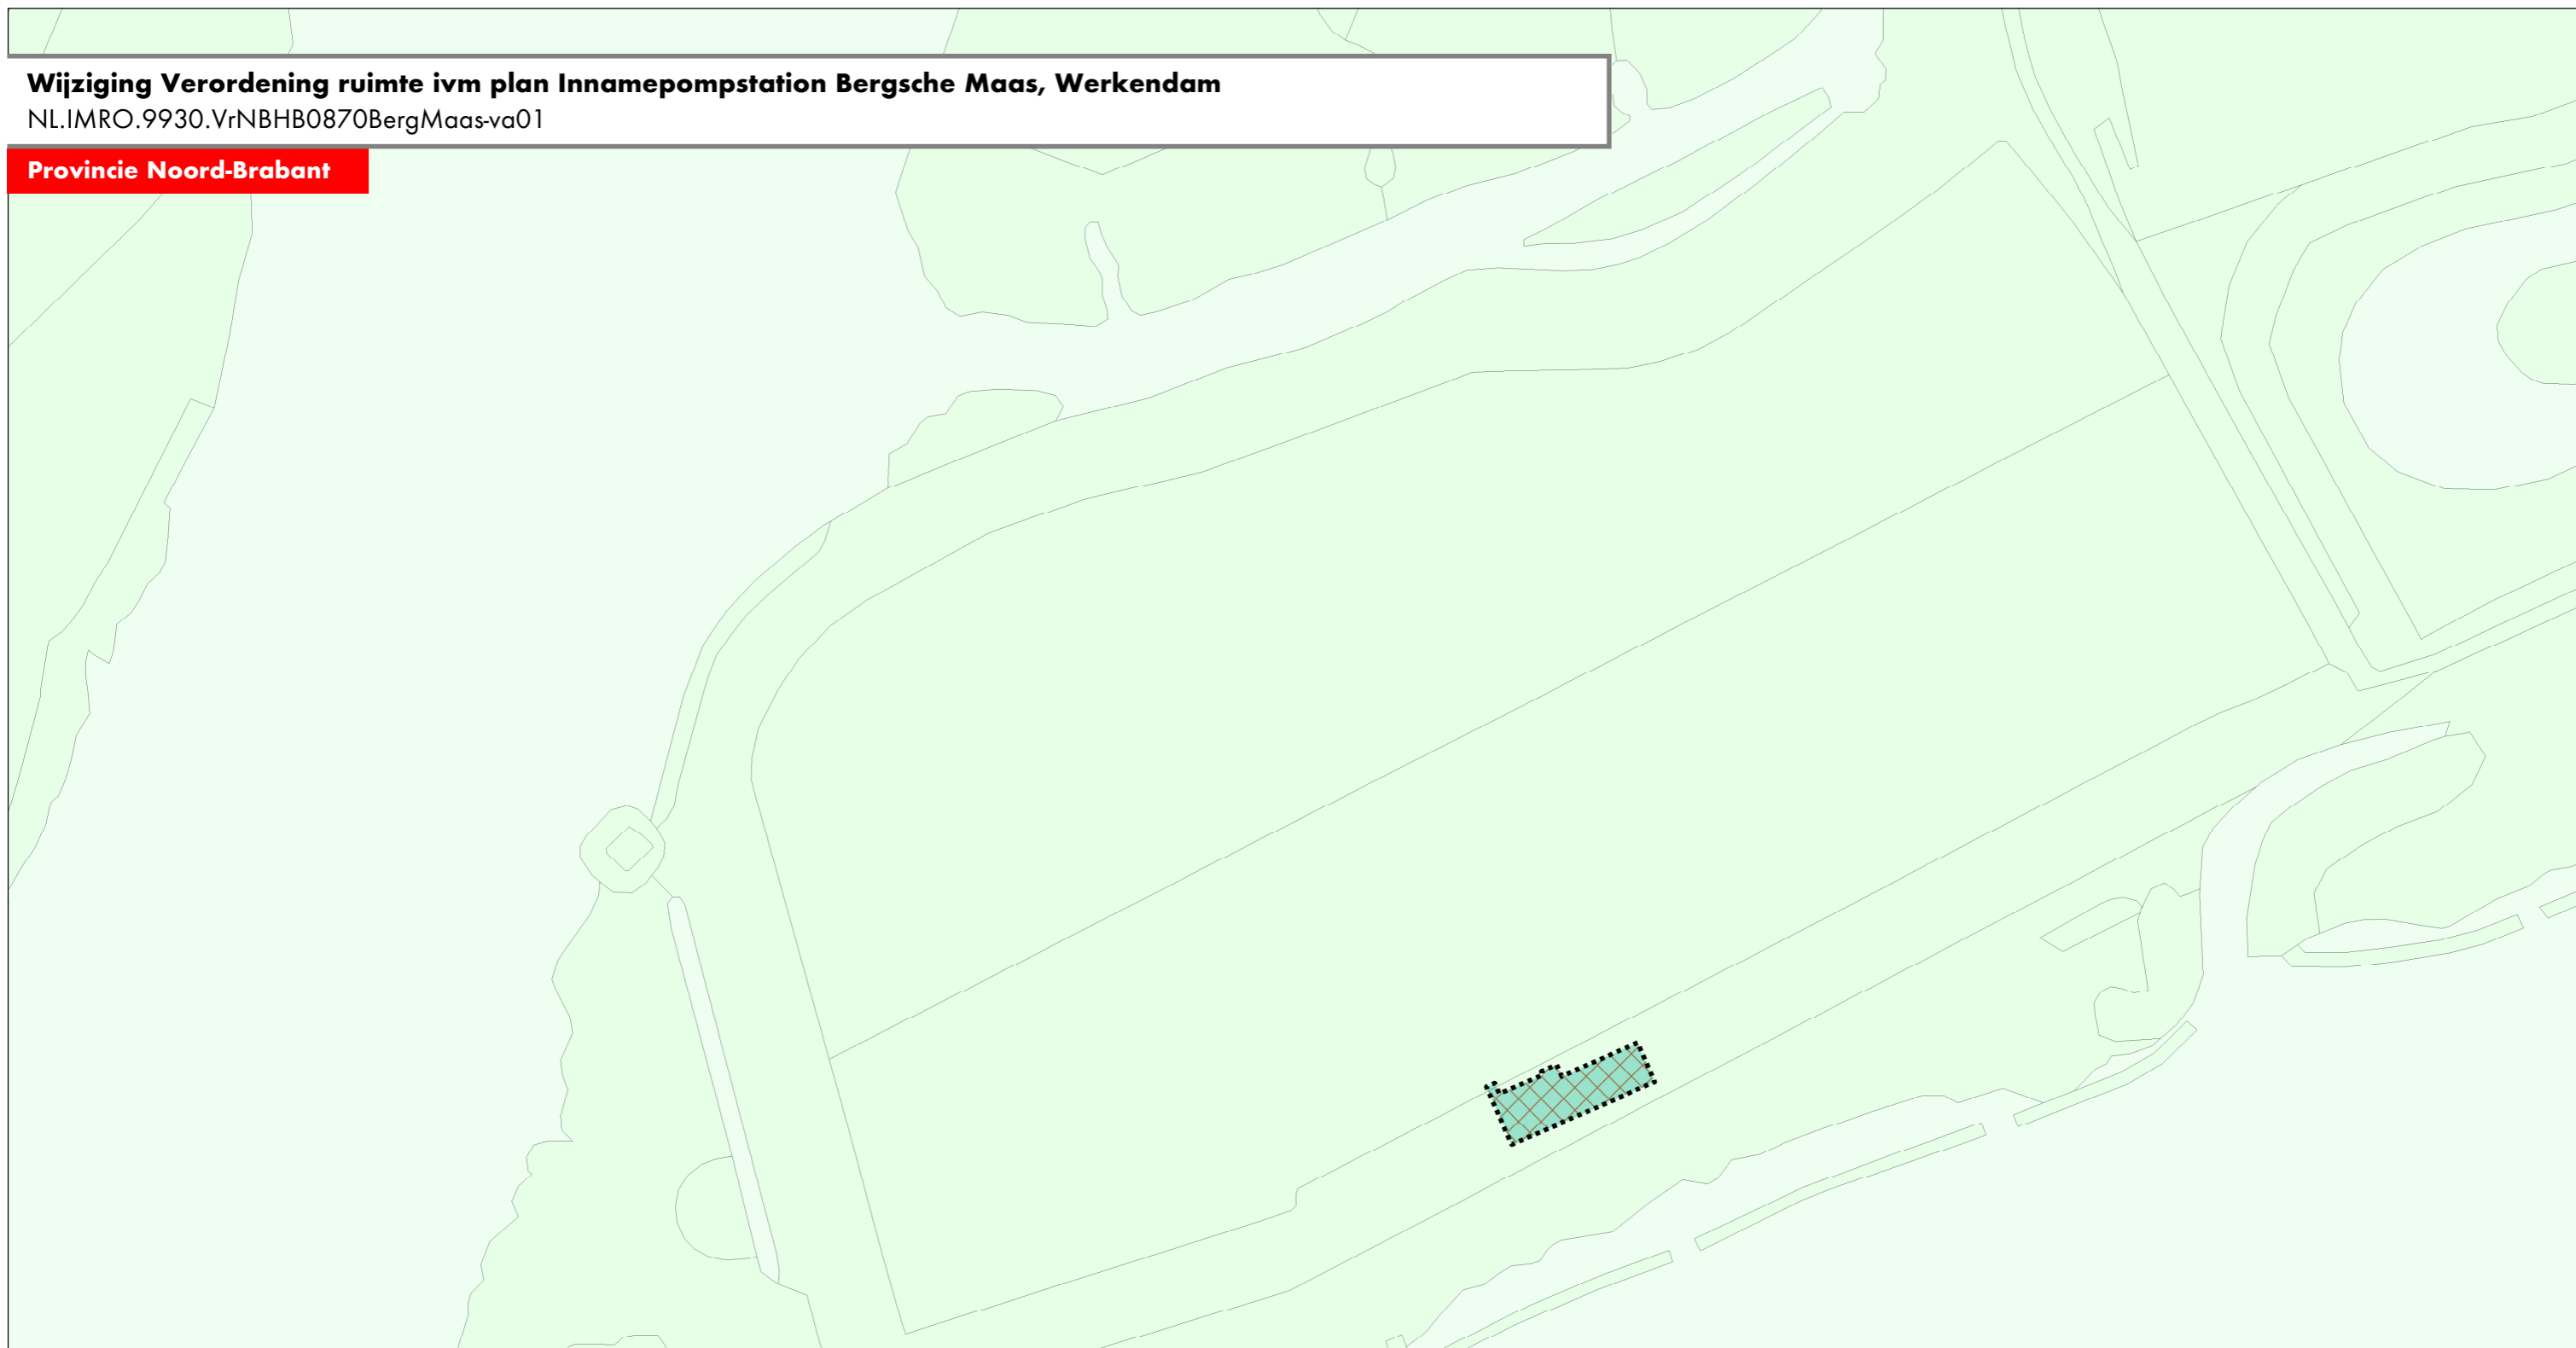 Wijziging Verordening ruimte ivm plan Innamepompstation Bergsche Maas, Werkendam
NL.IMRO.9930.VrNBHB0870BergMaas-va01
Provincie Noord-Brabant